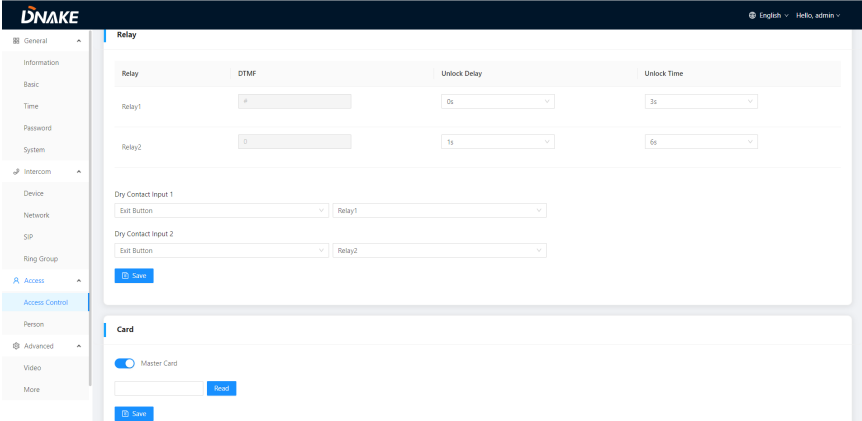 DNAKE
English
Hello, admin
General
Information
Basic
Time
Password
System
Intercom
Device
Network
SIP
Ring Group
Access
Access Control
Person
Advanced
Video
More
Relay
Relay DTMF Unlock Delay Unlock Time
Relay1 # 0s 3s
Relay2 0 1s 6s
Dry Contact Input 1
Exit Button Relay1
Dry Contact Input 2
Exit Button Relay2
Save
Card
Master Card
Read
Save